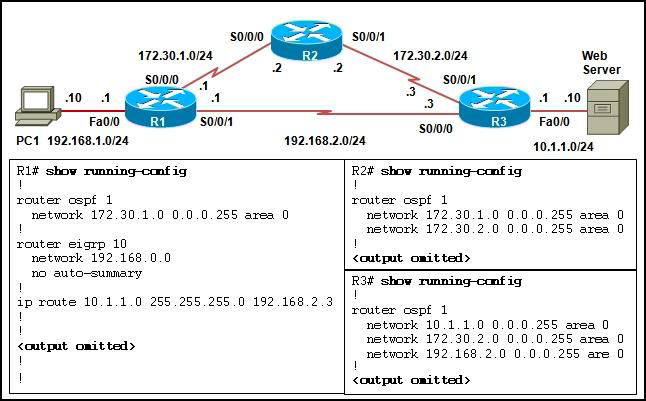 S0/0/0
S0/0/1
172.30.1.0/24
R2
172.30.2.0/24
Web
Server
.2
.2
S0/0/0
.1
S0/0/1
.3
.10
.1
.1
.3
.1
.10
PC1
192.168.1.0/24
Fa0/0
R1
S0/0/1
192.168.2.0/24
S0/0/0
R3
Fa0/0
10.1.1.0/24
R1# show running-config
!
router ospf 1
network 172.30.1.0 0.0.0.255 area 0
!
router eigrp 10
network 192.168.0.0
no auto-summary
!
ip route 10.1.1.0 255.255.255.0 192.168.2.3
!
!
<output omitted>
!
!
R2# show running-config
!
router ospf 1
network 172.30.1.0 0.0.0.255 area 0
network 172.30.2.0 0.0.0.255 area 0
!
<output omitted>
R3# show running-config
!
router ospf 1
network 10.1.1.0 0.0.0.255 area 0
network 172.30.2.0 0.0.0.255 area 0
network 192.168.2.0 0.0.0.255 are 0
!
<output omitted>